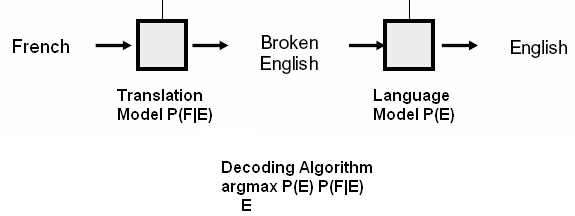 French
Broken
English
English
Translation
Model P(F|E)
Language
Model P(E)
Decoding Algorithm
argmax P(E) P(F|E)
E